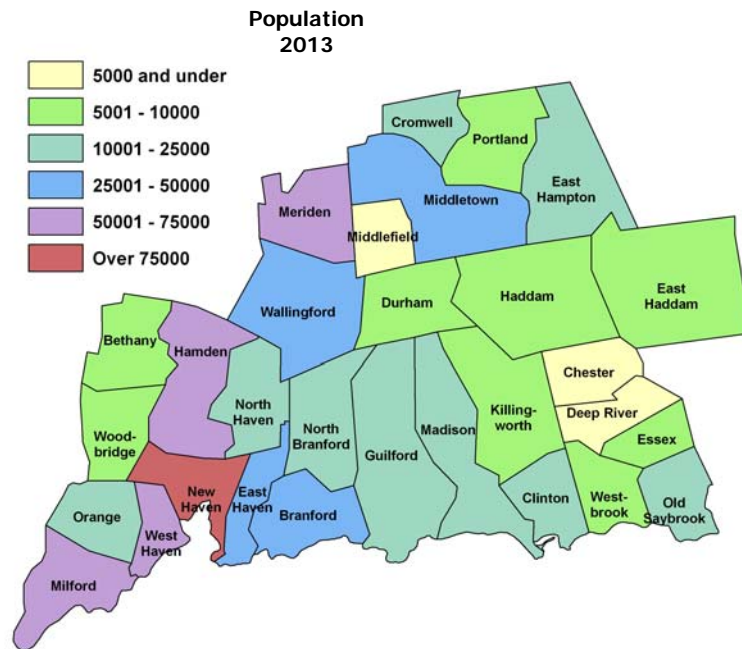 Population
2013
5000 and under
5001 - 10000
10001 - 25000
25001 - 50000
50001 - 75000
Over 75000
Cromwell
Portland
East
Hampton
Meriden
Middletown
Middlefield
Wallingford
Durham
Haddam
East
Haddam
Bethany
Hamden
Chester
North
Haven
North
Branford
Killing-
worth
Deep River
Wood-
bridge
Guilford
Madison
Essex
New
Haven
East
Haven
Branford
Clinton
West-
brook
Old
Saybrook
Orange
West
Haven
Milford